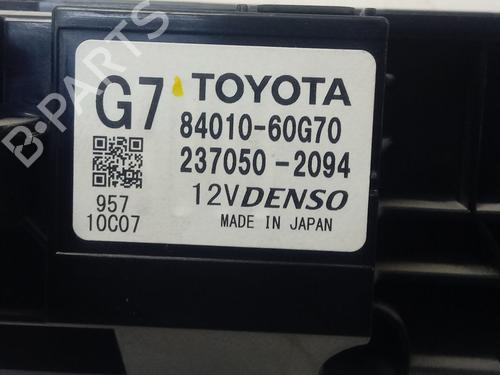 G7 TOYOTA
84010-60G70
237050-2094
957
10C07
12V DENSO
MADE IN JAPAN
B-PARTS